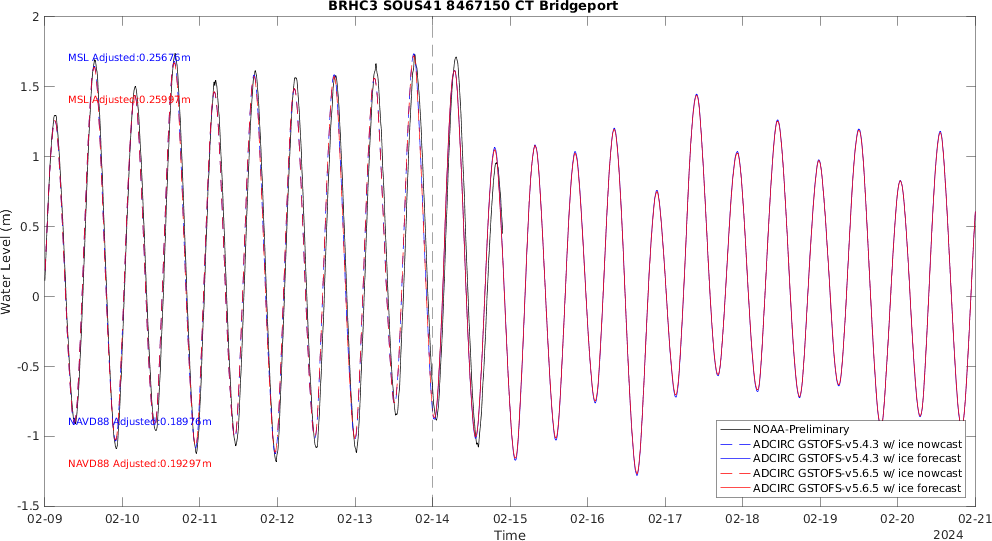 BRHC3 SOUS41 8467150 CT Bridgeport
Water Level (m)
2
1.5
1
0.5
0
-0.5
-1
-1.5
MSL Adjusted:0.25675m
MSL Adjusted:0.25997m
NAVD88 Adjusted:0.18976m
NAVD88 Adjusted:0.19297m
NOAA-Preliminary
ADCIRC GSTOFS-v5.4.3 w/ ice nowcast
ADCIRC GSTOFS-v5.4.3 w/ ice forecast
ADCIRC GSTOFS-v5.6.5 w/ ice nowcast
ADCIRC GSTOFS-v5.6.5 w/ ice forecast
02-09 02-10 02-11 02-12 02-13 02-14 02-15 02-16 02-17 02-18 02-19 02-20 02-21
Time
2024